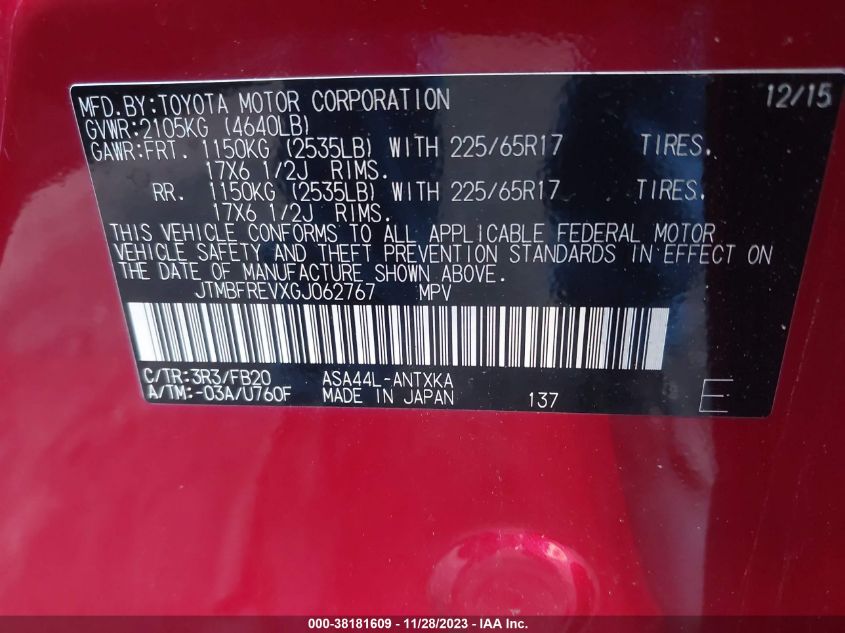 MFD.BY:TOYOTA MOTOR CORPORATION 12/15
GVWR:2105KG (4640LB)
GAWR:FRT. 1150KG (2535LB) WITH 225/65R17 TIRES.
17X6 1/2J RIMS.
RR. 1150KG (2535LB) WITH 225/65R17 TIRES.
17X6 1/2J RIMS.
THIS VEHICLE CONFORMS TO ALL APPLICABLE FEDERAL MOTOR
VEHICLE SAFETY AND THEFT PREVENTION STANDARDS IN EFFECT ON
THE DATE OF MANUFACTURE SHOWN ABOVE.
JTMBFREVXGJ062767 MPV
C/TR:3R3/FB20 ASA44L-ANTXKA
A/TM:-03A/U760F MADE IN JAPAN 137 E
000-38181609 - 11/28/2023 - IAA Inc.